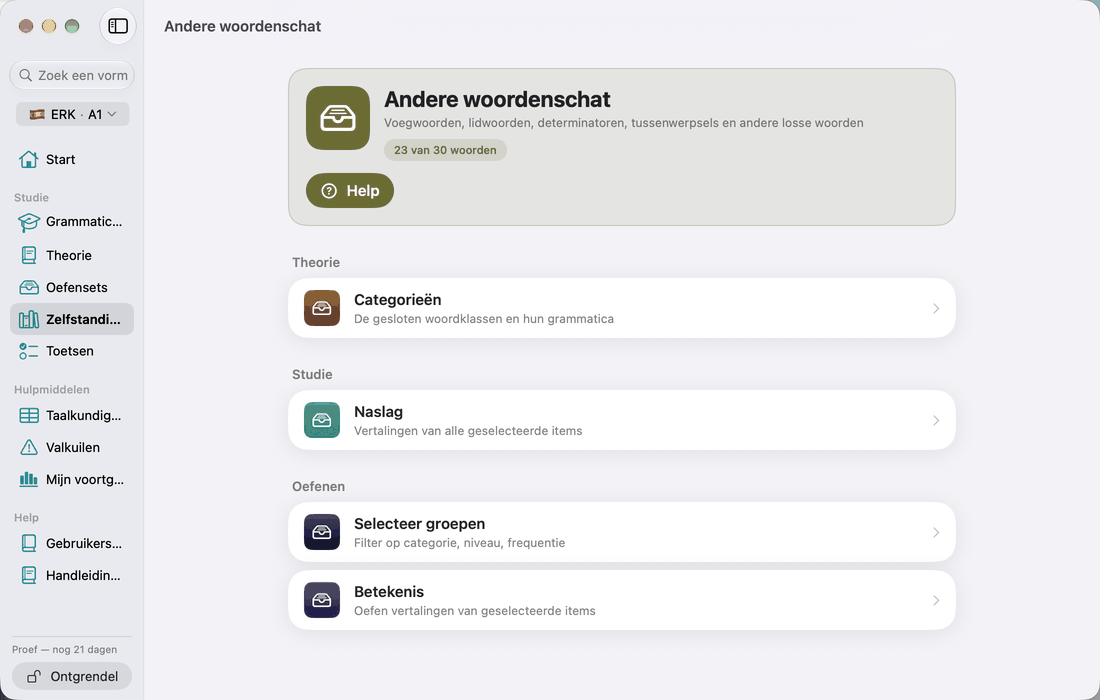 Andere woordenschat
Zoek een vorm
ERK · A1
Start
Studie
Grammatic...
Theorie
Oefensets
Zelfstandi...
Toetsen
Hulpmiddelen
Taalkundig...
Valkuilen
Mijn voortg...
Help
Gebruikers...
Handleidin...
Proef — nog 21 dagen
Ontgrendel
Andere woordenschat
Voegwoorden, lidwoorden, determinatoren, tussenwerpsels en andere losse woorden
23 van 30 woorden
Help
Theorie
Categorieën
De gesloten woordklassen en hun grammatica
Studie
Naslag
Vertalingen van alle geselecteerde items
Oefenen
Selecteer groepen
Filter op categorie, niveau, frequentie
Betekenis
Oefen vertalingen van geselecteerde items